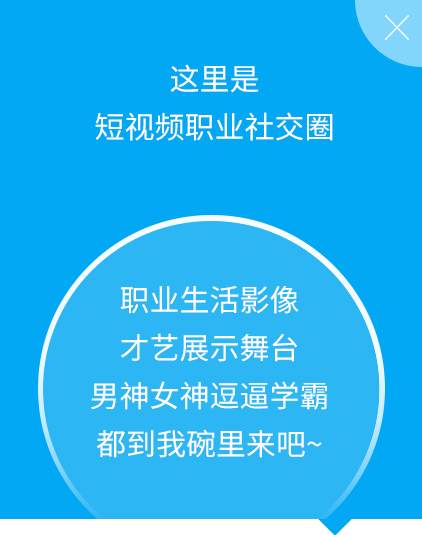 这里是
短视频职业社交圈
职业生活影像
才艺展示舞台
男神女神逗逼学霸
都到我碗里来吧~